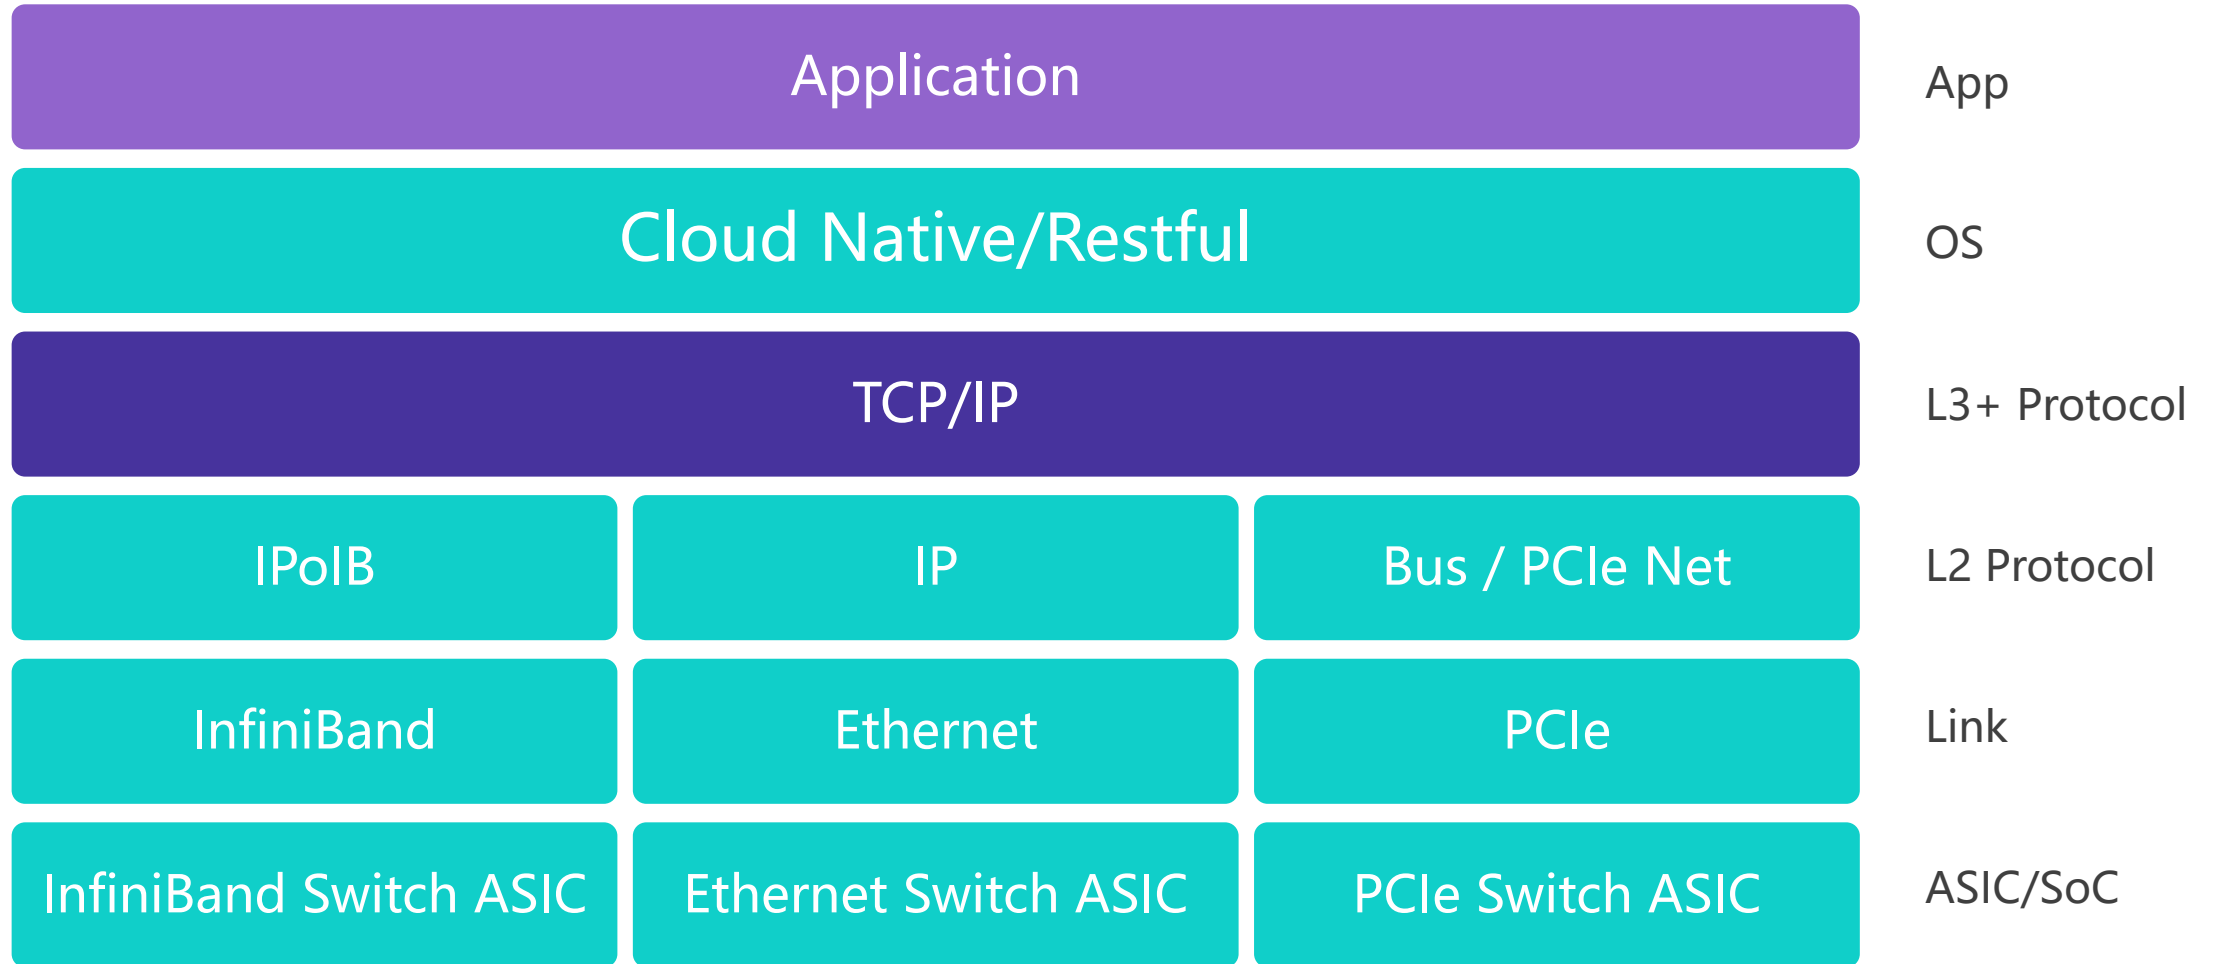 Application
App
Cloud Native/Restful
OS
TCP/IP
L3+ Protocol
IPoIB
IP
Bus / PCIe Net
L2 Protocol
InfiniBand
Ethernet
PCIe
Link
InfiniBand Switch ASIC
Ethernet Switch ASIC
PCIe Switch ASIC
ASIC/SoC